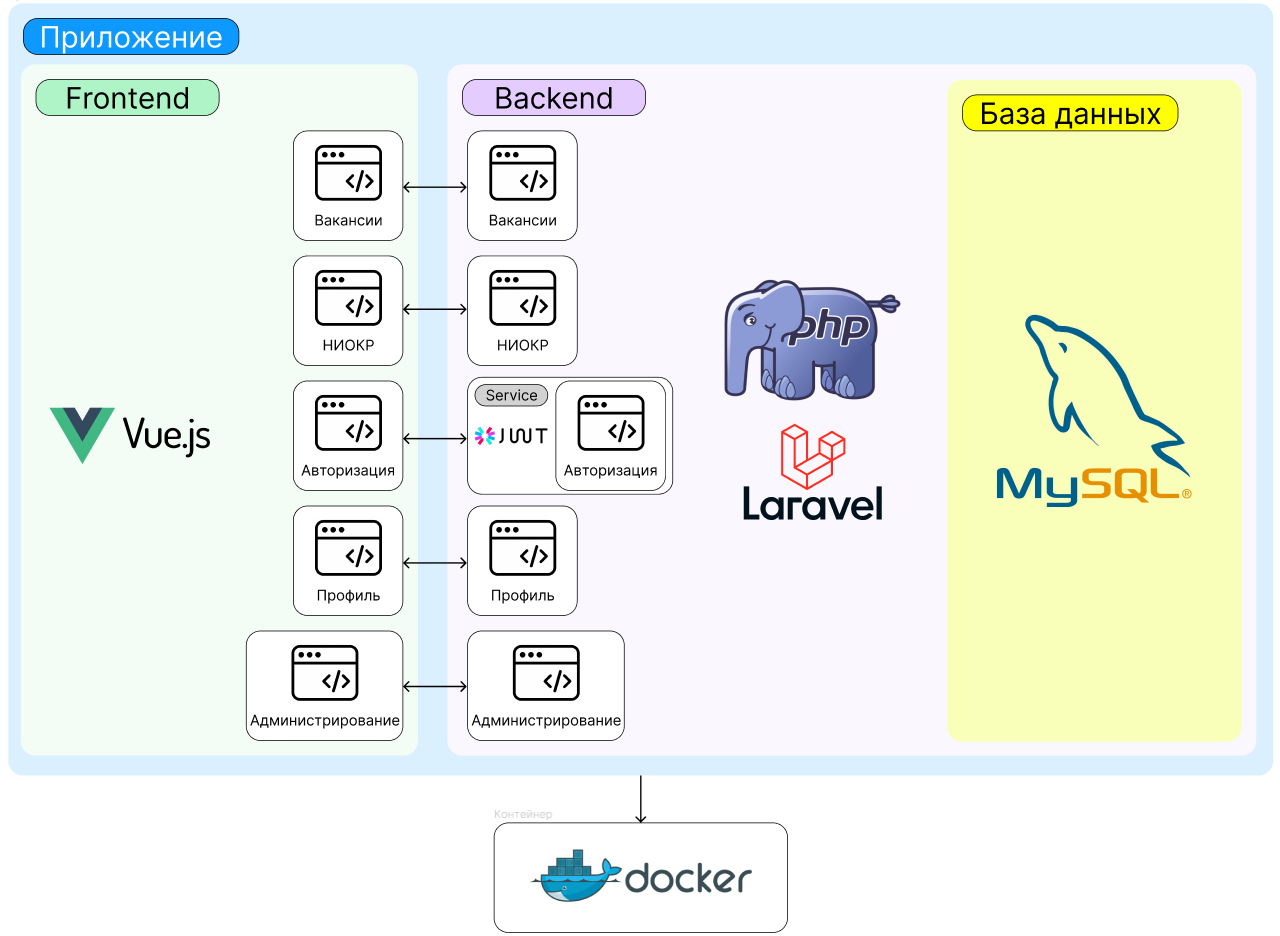 Приложение
Frontend
Backend
База данных
Вакансии
Вакансии
НИОКР
НИОКР
php
Service
JWT
Авторизация
Авторизация
Vue.js
Laravel
MySQL®
Профиль
Профиль
Администрирование
Администрирование
Контейнер
docker